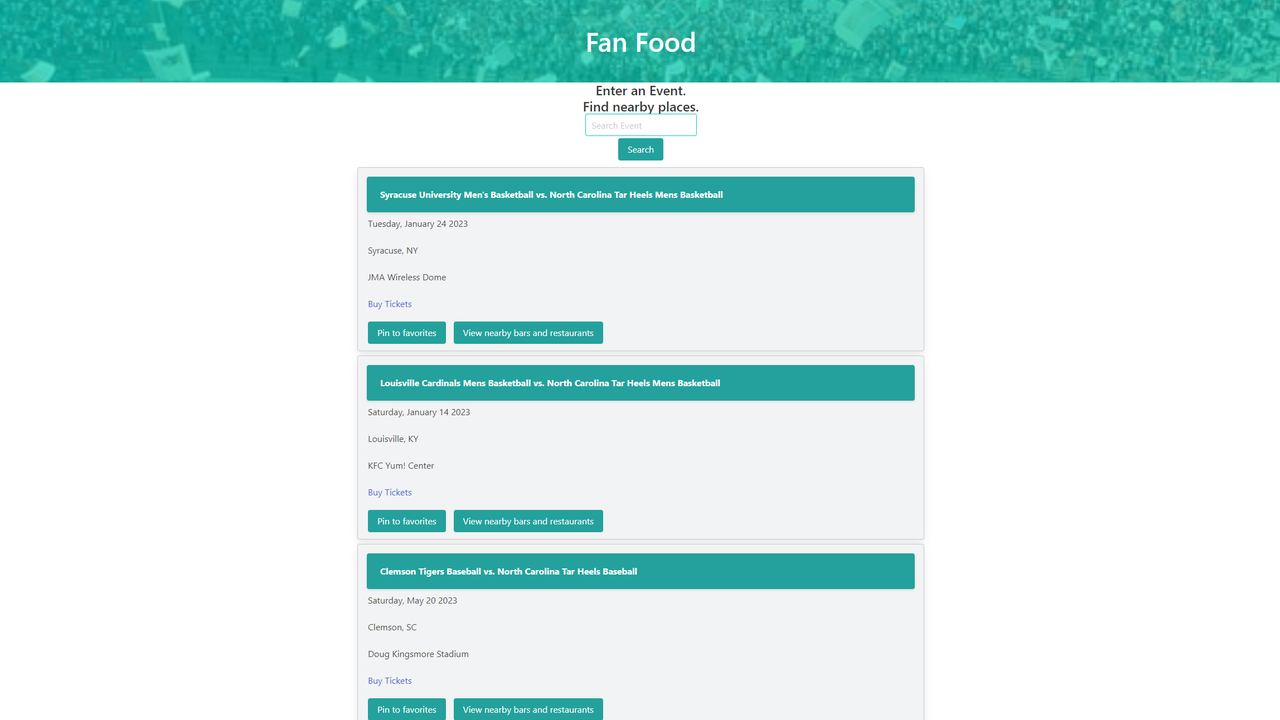 Fan Food
Enter an Event.
Find nearby places.
Search Event
Search
Syracuse University Men's Basketball vs. North Carolina Tar Heels Mens Basketball
Tuesday, January 24 2023
Syracuse, NY
JMA Wireless Dome
Buy Tickets
Pin to favorites View nearby bars and restaurants
Louisville Cardinals Mens Basketball vs. North Carolina Tar Heels Mens Basketball
Saturday, January 14 2023
Louisville, KY
KFC Yum! Center
Buy Tickets
Pin to favorites View nearby bars and restaurants
Clemson Tigers Baseball vs. North Carolina Tar Heels Baseball
Saturday, May 20 2023
Clemson, SC
Doug Kingsmore Stadium
Buy Tickets
Pin to favorites View nearby bars and restaurants